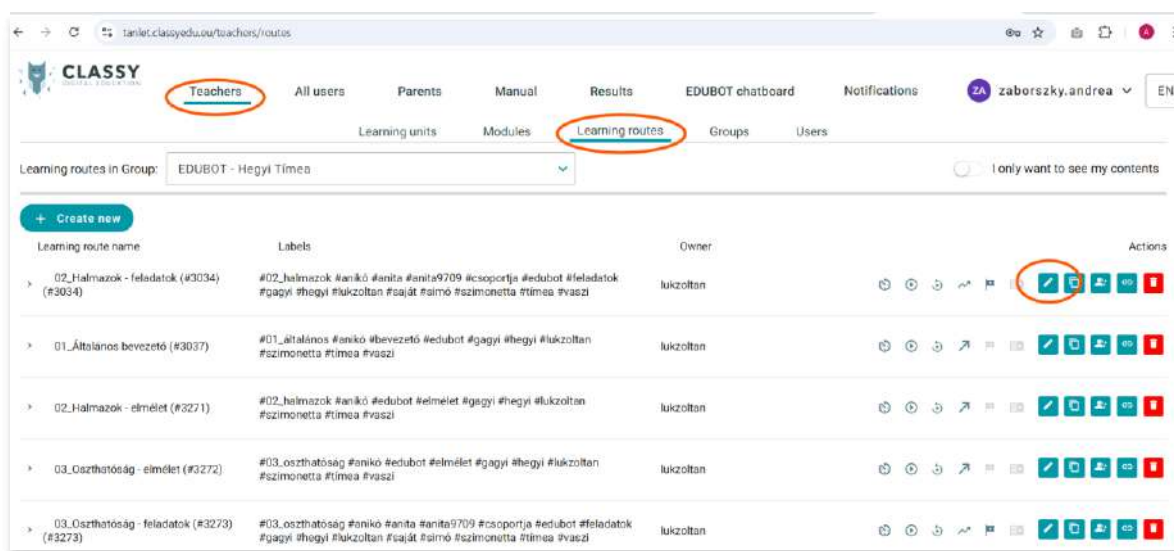 tanlet.classyedu.eu/teachers/routes
CLASSY
DIGITAL EDUCATION
Teachers All users Parents Manual Results EDUBOT chatboard Notifications ZA zaborszky.andrea EN
Learning units Modules Learning routes Groups Users
Learning routes in Group: EDUBOT - Hegyi Tímea I only want to see my contents
+ Create new
Learning route name Labels Owner Actions
02_Halmazok - feladatok (#3034) #02_halmazok #anikó #anita #anita9709 #csoportja #edubot #feladatok
(#3034) #gagyi #hegyi #lukzoltan #saját #simó #szimonetta #tímea #vaszi lukzoltan
01_Általános bevezető (#3037) #01_általános #anikó #bevezető #edubot #gagyi #hegyi #lukzoltan lukzoltan
#szimonetta #tímea #vaszi
02_Halmazok - elmélet (#3271) #02_halmazok #anikó #edubot #elmélet #gagyi #hegyi #lukzoltan lukzoltan
#szimonetta #tímea #vaszi
03_Oszthatóság - elmélet (#3272) #03_oszthatóság #anikó #edubot #elmélet #gagyi #hegyi #lukzoltan lukzoltan
#szimonetta #tímea #vaszi
03_Oszthatóság - feladatok (#3273) #03_oszthatóság #anikó #anita #anita9709 #csoportja #edubot #feladatok
(#3273) #gagyi #hegyi #lukzoltan #saját #simó #szimonetta #tímea #vaszi lukzoltan